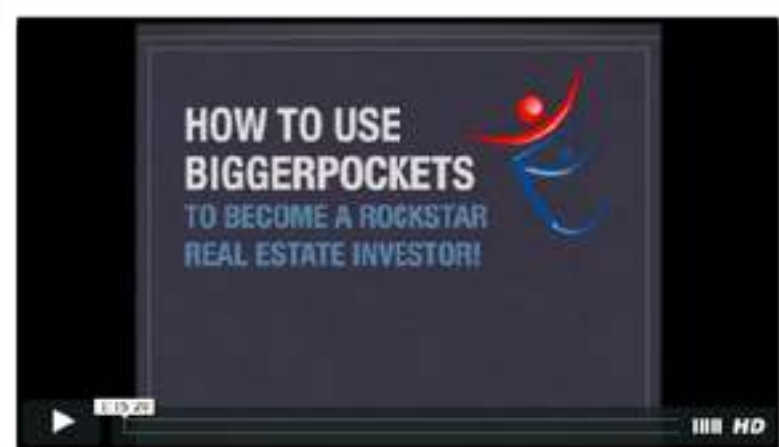 HOW TO USE
BIGGERPOCKETS
TO BECOME A ROCKSTAR
REAL ESTATE INVESTOR!
HD